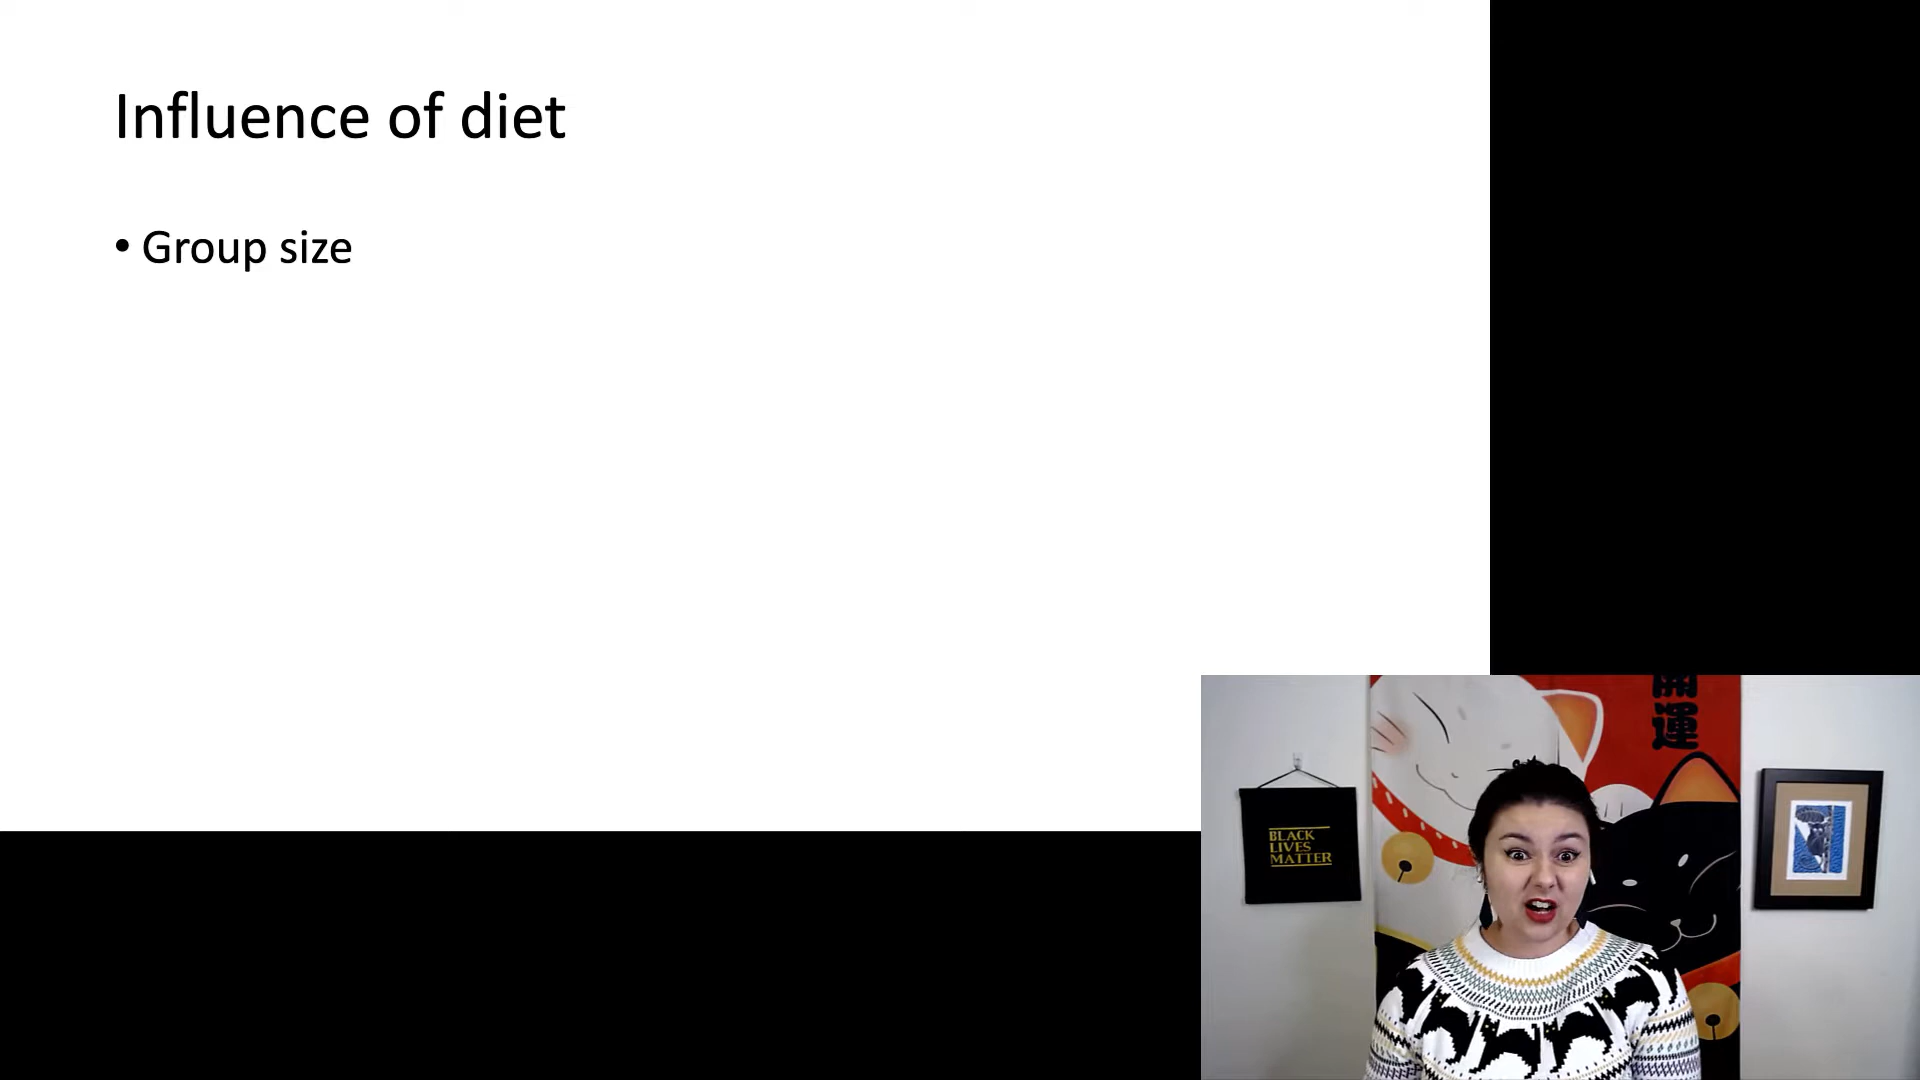 Influence of diet
• Group size
開運
BLACK
LIVES
MATTER